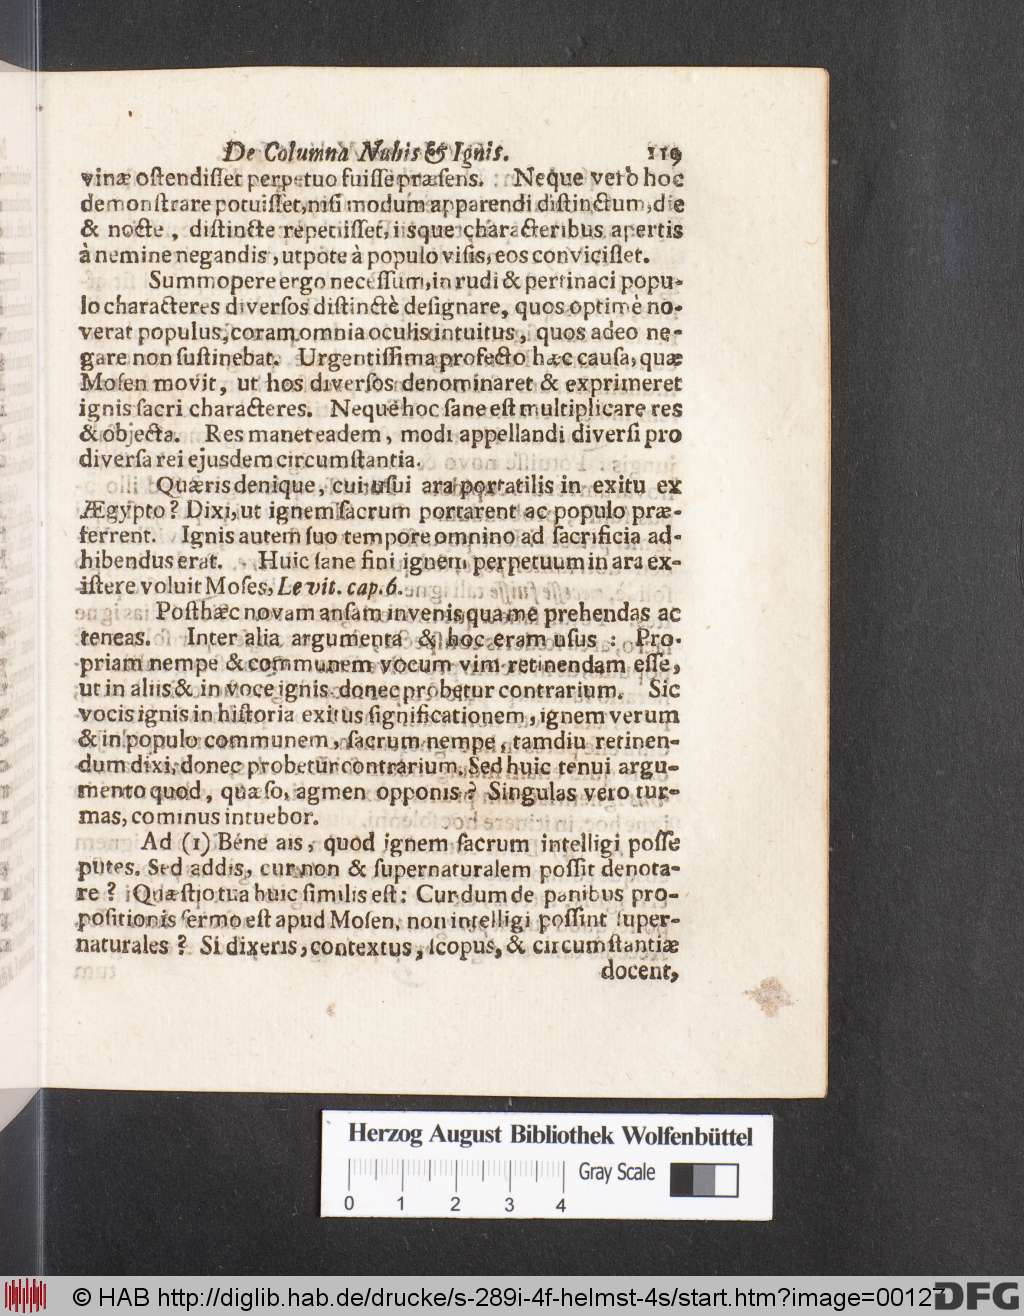 De Columna Nubis & Ignis. 119
vinæ oſtendiſſet perpetuo fuiſſe præſens. Neque vero hoc
demonſtrare potuiſſet, niſi modum apparendi diſtinctum, die
& nocte, diſtincte repetiiſſet, iisque characteribus apertis
à nemine negandis, utpote à populo viſis, eos conviciſſet.
Summopere ergo neceſſum, in rudi & pertinaci popu-
lo characteres diverſos diſtinctè deſignare, quos optimè no-
verat populus, coram omnia oculis intuitus, quos adeo ne-
gare non ſuſtinebat. Urgentiſſima profecto hæc cauſa, quæ
Moſen movit, ut hos diverſos denominaret & exprimeret
ignis ſacri characteres. Neque hoc ſane eſt multiplicare res
& objecta. Res manet eadem, modi appellandi diverſi pro
diverſa rei ejusdem circumſtantia.
Quæris denique, cui uſui ara portatilis in exitu ex
Ægypto? Dixi, ut ignem ſacrum portarent ac populo præ-
ferrent. Ignis autem ſuo tempore omnino ad ſacrificia ad-
hibendus erat. Huic ſane fini ignem perpetuum in ara ex-
iſtere voluit Moſes, Levit. cap. 6.
Poſthæc novam anſam invenis, qua me prehendas ac
teneas. Inter alia argumenta & hoc eram uſus : Pro-
priam nempe & communem vocum vim retinendam eſſe,
ut in aliis & in voce ignis donec probetur contrarium. Sic
vocis ignis in hiſtoria exitus ſignificationem, ignem verum
& in populo communem, ſacrum nempe, tamdiu retinen-
dum dixi, donec probetur contrarium. Sed huic tenui argu-
mento quod, quæſo, agmen opponis? Singulas vero tur-
mas, cominus intuebor.
Ad (1) Béne ais, quod ignem ſacrum intelligi poſſe
putes. Sed addis, cur non & ſupernaturalem poſſit denota-
re? Quæſtio tua huic ſimilis eſt: Cur dum de panibus pro-
poſitionis ſermo eſt apud Moſen, non intelligi poſſint ſuper-
naturales? Si dixeris, contextus, ſcopus, & circumſtantiæ
docent,
Herzog August Bibliothek Wolfenbüttel
Gray Scale
0 1 2 3 4
© HAB http://diglib.hab.de/drucke/s-289i-4f-helmst-4s/start.htm?image=00127
DFG